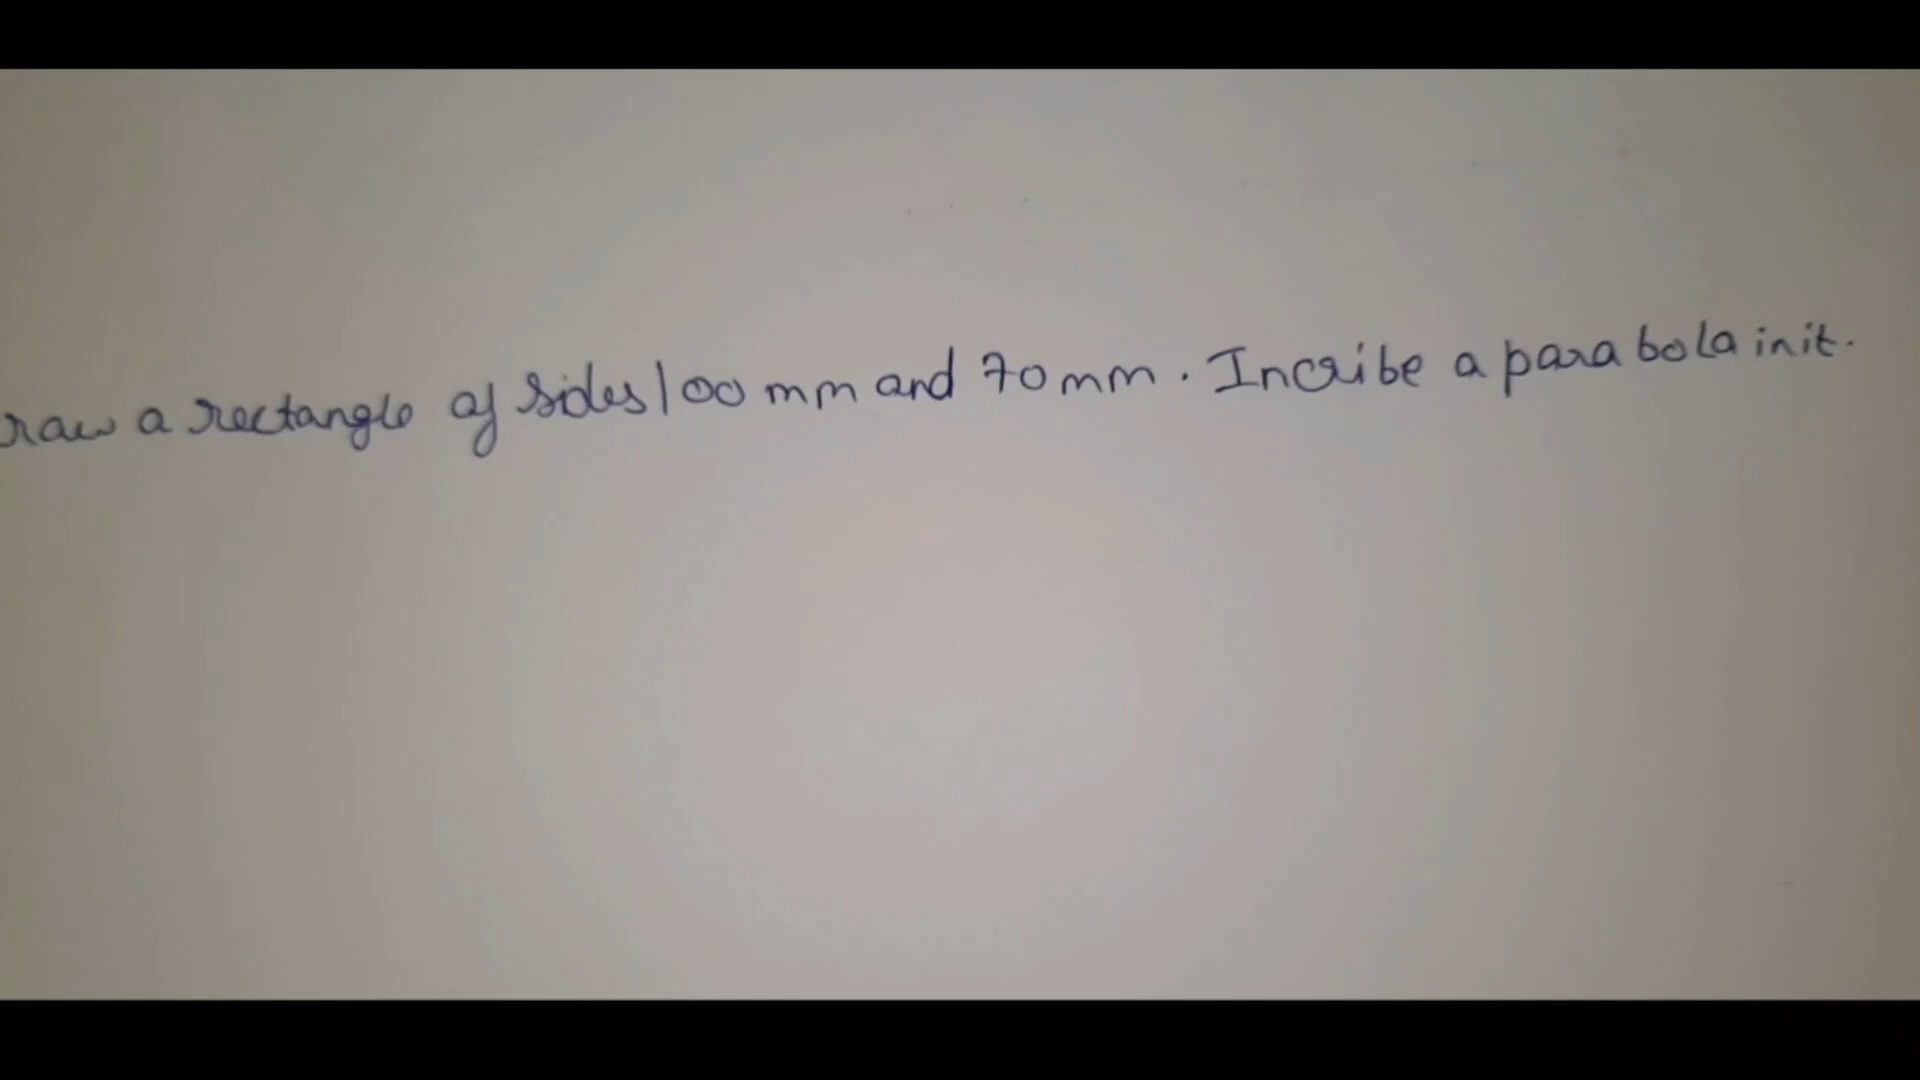 raw a rectangle of sides 100 mm and 70 mm. Incribe a parabola in it.